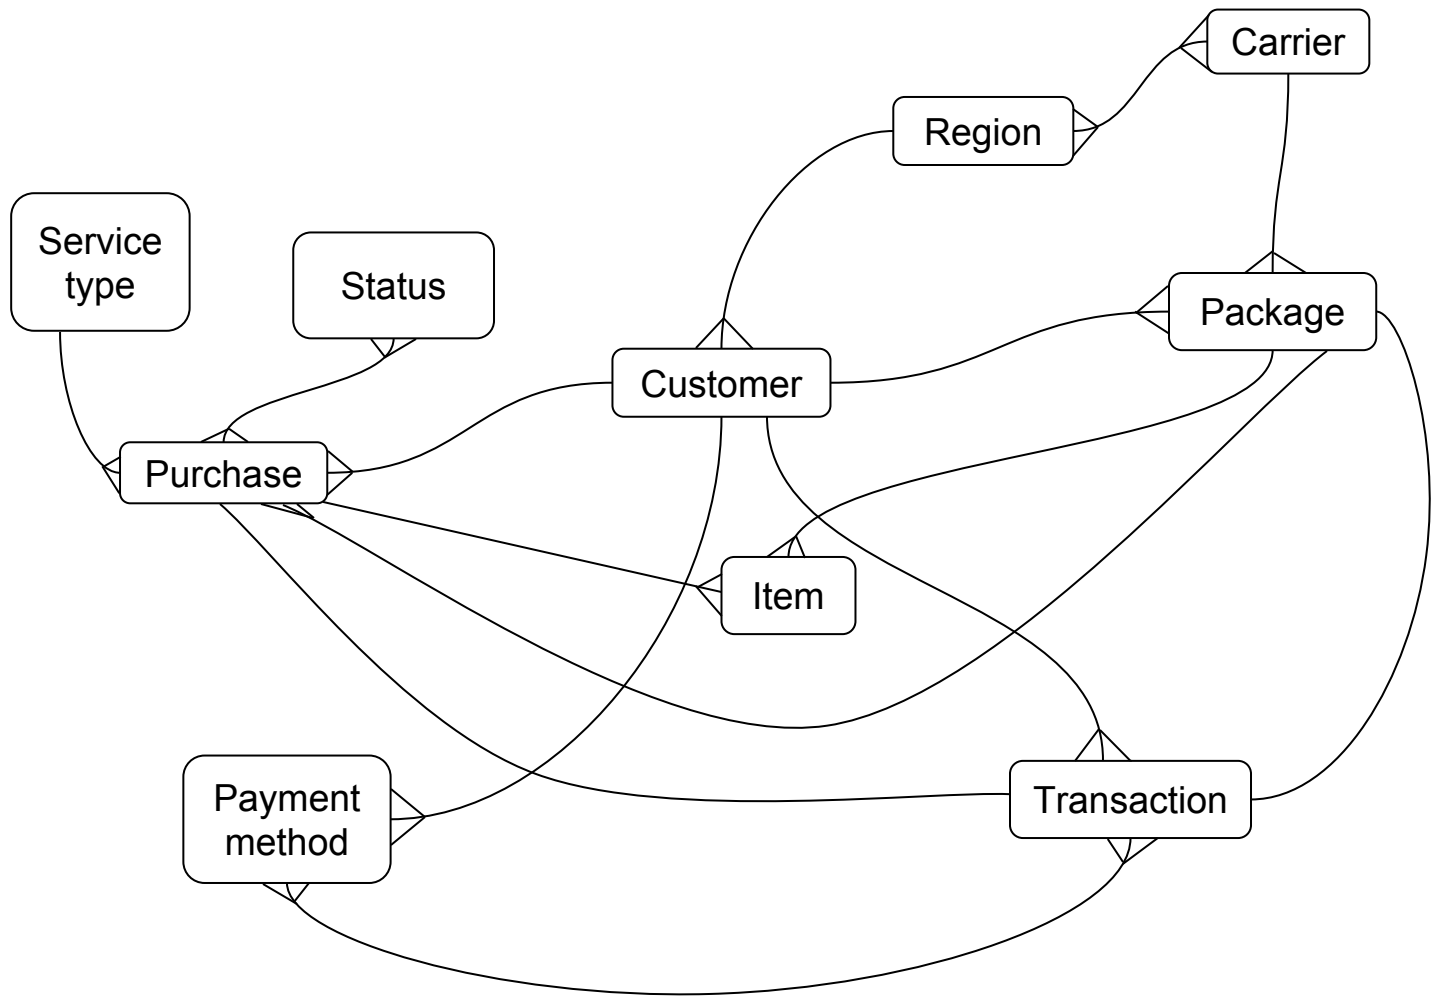 Carrier
Region
Service
type
Status
Package
Customer
Purchase
Item
Payment
method
Transaction